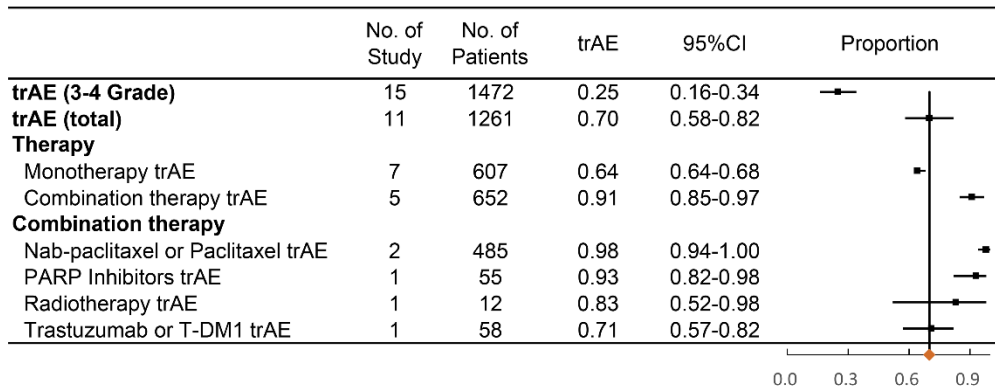 No. of Study No. of Patients trAE 95%CI Proportion
trAE (3-4 Grade) 15 1472 0.25 0.16-0.34
trAE (total) 11 1261 0.70 0.58-0.82
Therapy
Monotherapy trAE 7 607 0.64 0.64-0.68
Combination therapy trAE 5 652 0.91 0.85-0.97
Combination therapy
Nab-paclitaxel or Paclitaxel trAE 2 485 0.98 0.94-1.00
PARP Inhibitors trAE 1 55 0.93 0.82-0.98
Radiotherapy trAE 1 12 0.83 0.52-0.98
Trastuzumab or T-DM1 trAE 1 58 0.71 0.57-0.82
0.0 0.3 0.6 0.9